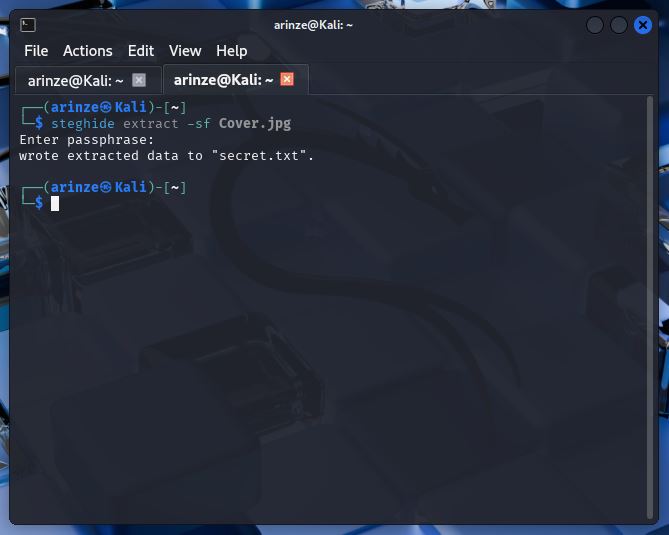 arinze@Kali: ~
File Actions Edit View Help
arinze@Kali: ~ arinze@Kali: ~
┌──(arinze㉿Kali)-[~]
└─$ steghide extract -sf Cover.jpg
Enter passphrase:
wrote extracted data to "secret.txt".
┌──(arinze㉿Kali)-[~]
└─$